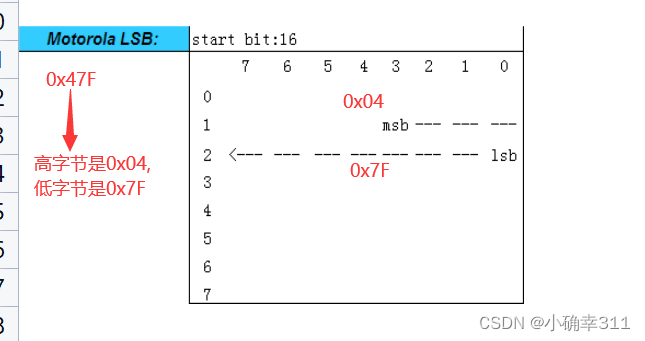 0
Motorola LSB:
start bit:16
1
0x47F
7 6 5 4 3 2 1 0
2
0
0x04
3
1
msb --- --- ---
高字节是0x04,
低字节是0x7F
4
2
<--- --- --- --- --- --- --- lsb
0x7F
3
5
4
5
6
6
7
7
8
CSDN @小确幸311